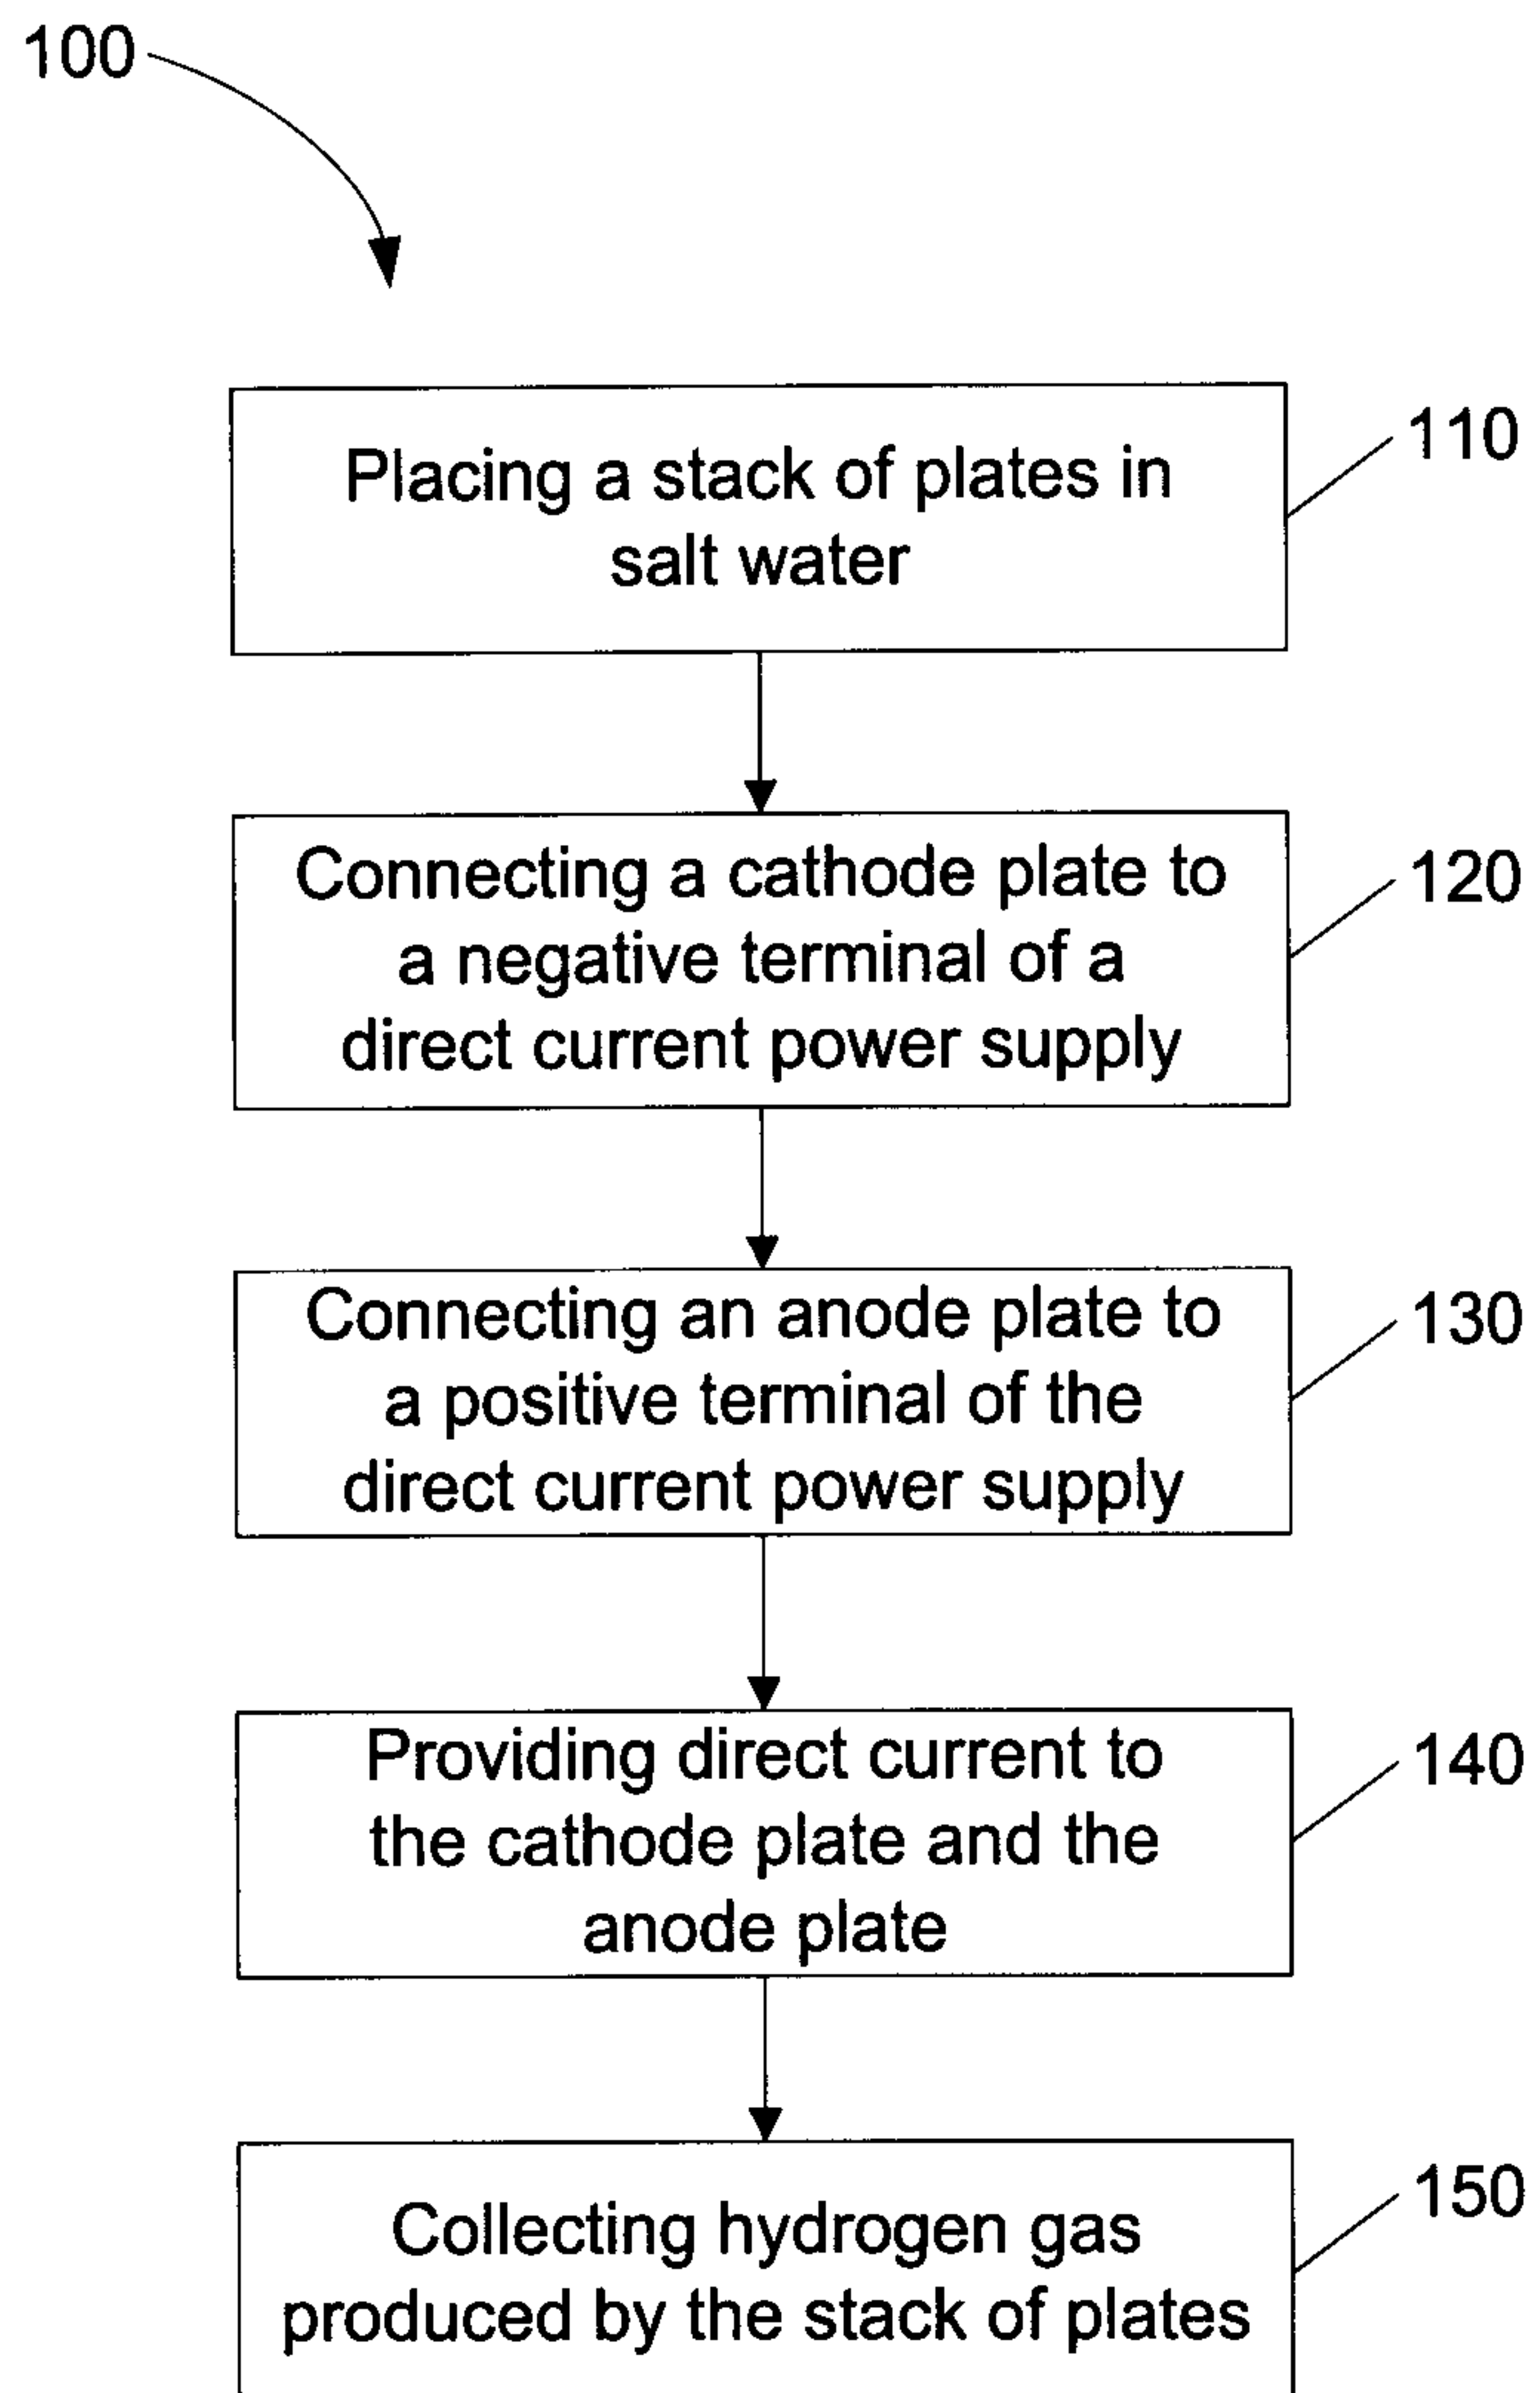 100
Placing a stack of plates in
salt water
110
Connecting a cathode plate to
a negative terminal of a
direct current power supply
120
Connecting an anode plate to
a positive terminal of the
direct current power supply
130
Providing direct current to
the cathode plate and the
anode plate
140
Collecting hydrogen gas
produced by the stack of plates
150